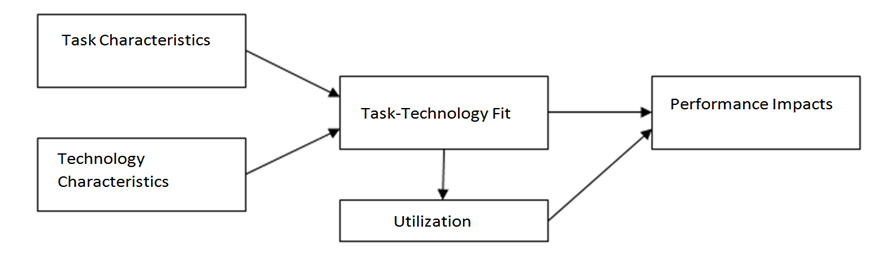 Task Characteristics
Technology
Characteristics
Task-Technology Fit
Utilization
Performance Impacts